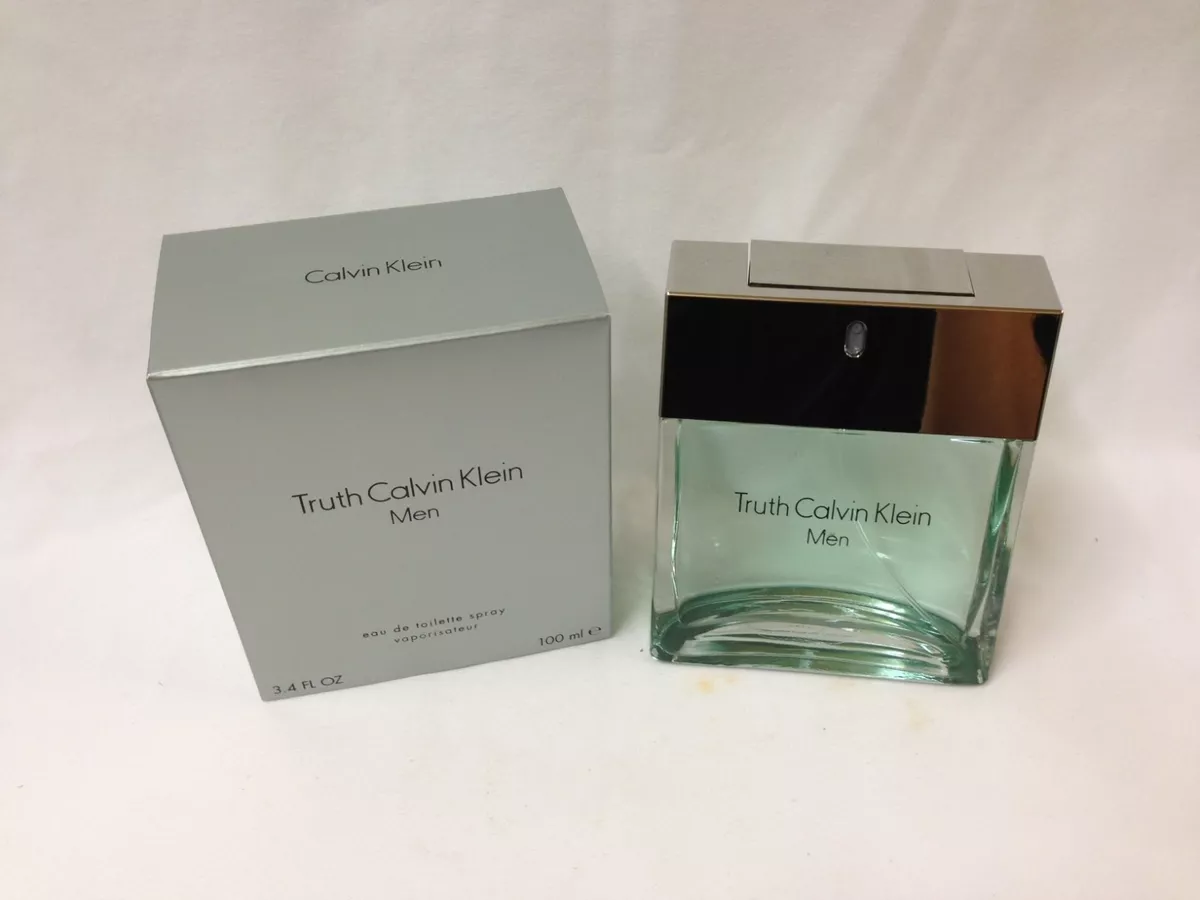 Calvin Klein
Truth Calvin Klein
Men
eau de toilette spray
vaporisateur
100 ml ℮
3.4 FL OZ
Truth Calvin Klein
Men